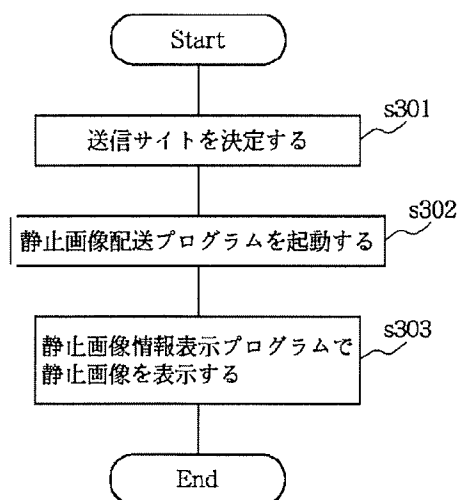 Start
s301
送信サイトを決定する
s302
静止画像配送プログラムを起動する
s303
静止画像情報表示プログラムで
静止画像を表示する
End